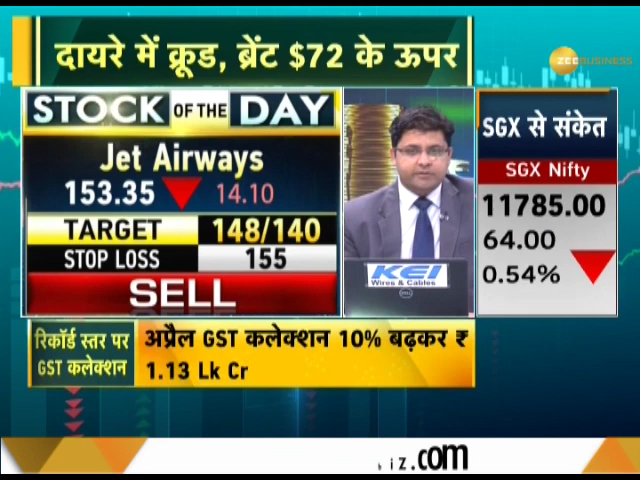 दायरे में क्रूड, ब्रेंट $72 के ऊपर
ZEE BUSINESS
STOCK OF THE DAY
Jet Airways
153.35 14.10
TARGET 148/140
STOP LOSS 155
SELL
KEI
Wires & Cables
DELL
SGX से संकेत
SGX Nifty
11785.00
64.00
0.54%
रिकॉर्ड स्तर पर
GST कलेक्शन
अप्रैल GST कलेक्शन 10% बढ़कर ₹
1.13 Lk Cr
iz.com